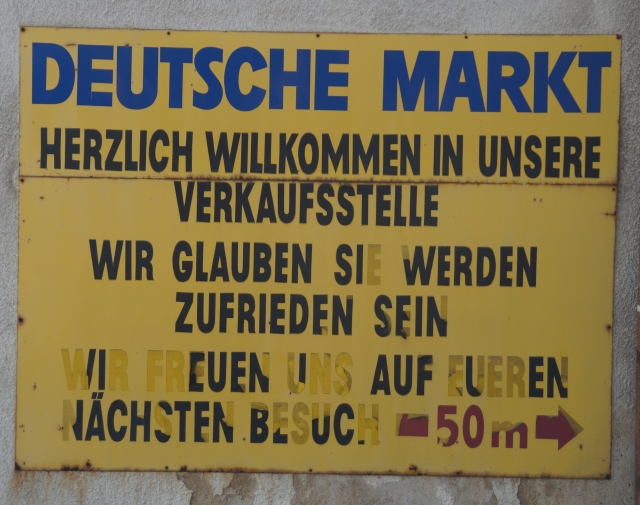 DEUTSCHE MARKT
HERZLICH WILLKOMMEN IN UNSERE
VERKAUFSSTELLE
WIR GLAUBEN SIE WERDEN
ZUFRIEDEN SEIN
WIR FREUEN UNS AUF EUEREN
NÄCHSTEN BESUCH 50 m